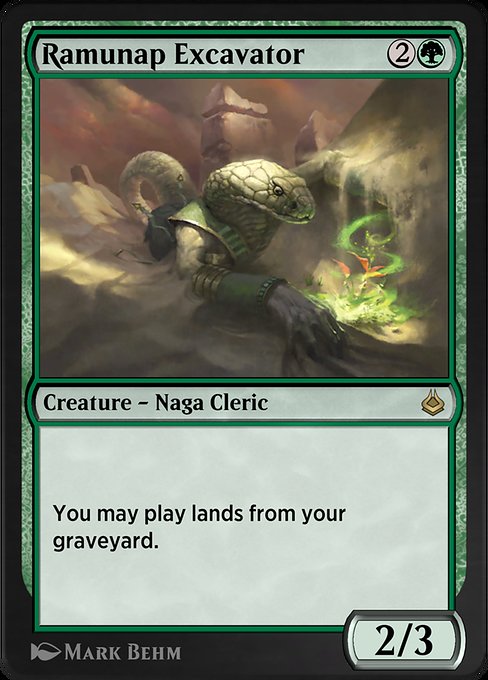 Ramunap Excavator 2
Creature – Naga Cleric
You may play lands from your
graveyard.
2/3
MARK BEHM